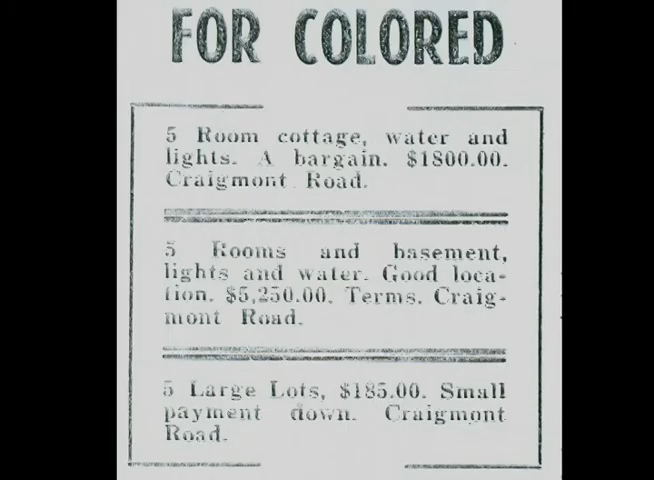 FOR COLORED
5 Room cottage, water and
lights. A bargain. $1800.00.
Craigmont Road.
5 Rooms and basement,
lights and water. Good loca-
tion. $5,250.00. Terms. Craig-
mont Road.
5 Large Lots, $185.00. Small
payment down. Craigmont
Road.